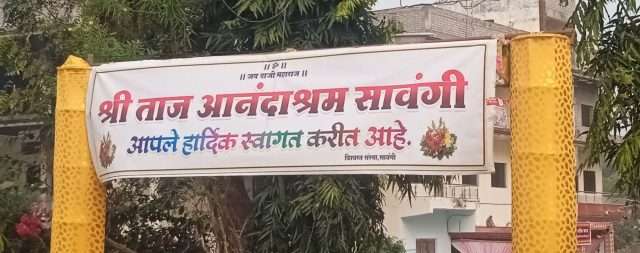 ॥ ॐ ॥
॥ जय वाजी महाराज ॥
श्री ताज आनंदाश्रम सावंगी
आपले हार्दिक स्वागत करीत आहे.
विश्वस्त संस्था, सावंगी